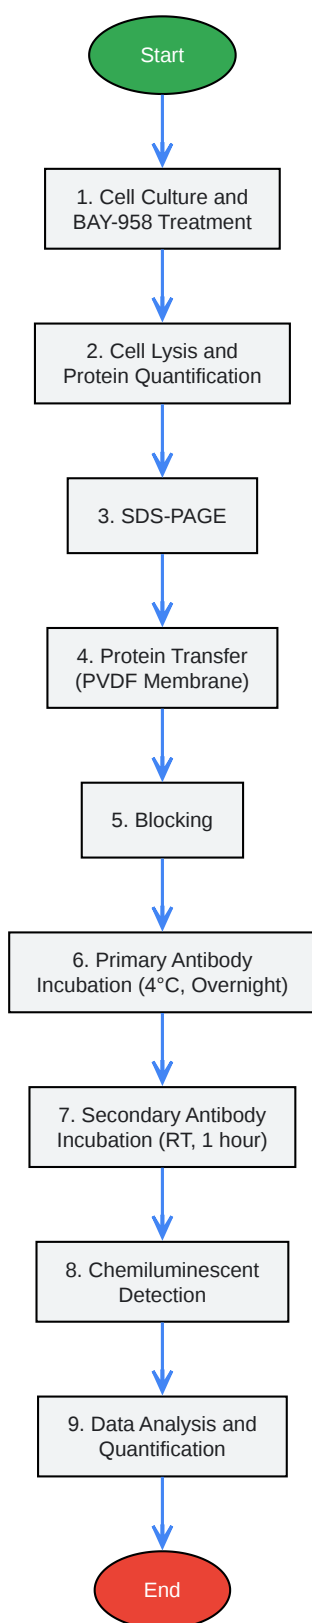 Start
1. Cell Culture and
BAY-958 Treatment
2. Cell Lysis and
Protein Quantification
3. SDS-PAGE
4. Protein Transfer
(PVDF Membrane)
5. Blocking
6. Primary Antibody
Incubation (4°C, Overnight)
7. Secondary Antibody
Incubation (RT, 1 hour)
8. Chemiluminescent
Detection
9. Data Analysis and
Quantification
End